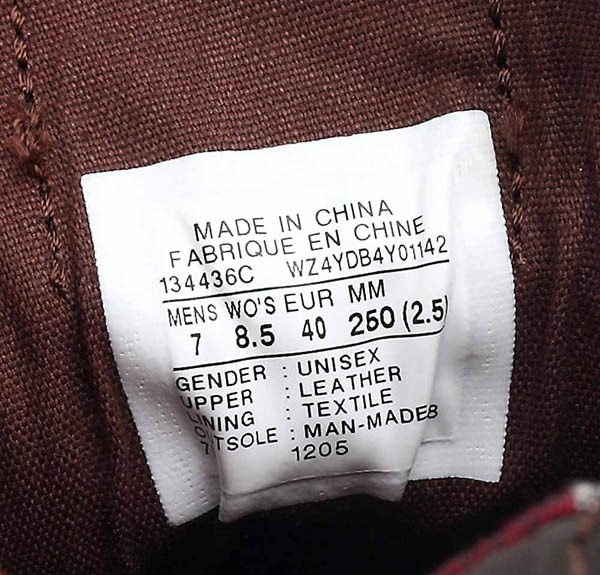 MADE IN CHINA
FABRIQUE EN CHINE
134436C WZ4YDB4Y01142
MENS WO'S EUR MM
7 8.5 40 250 (2.5)
GENDER : UNISEX
UPPER : LEATHER
LINING : TEXTILE
OUTSOLE : MAN-MADE8
1205